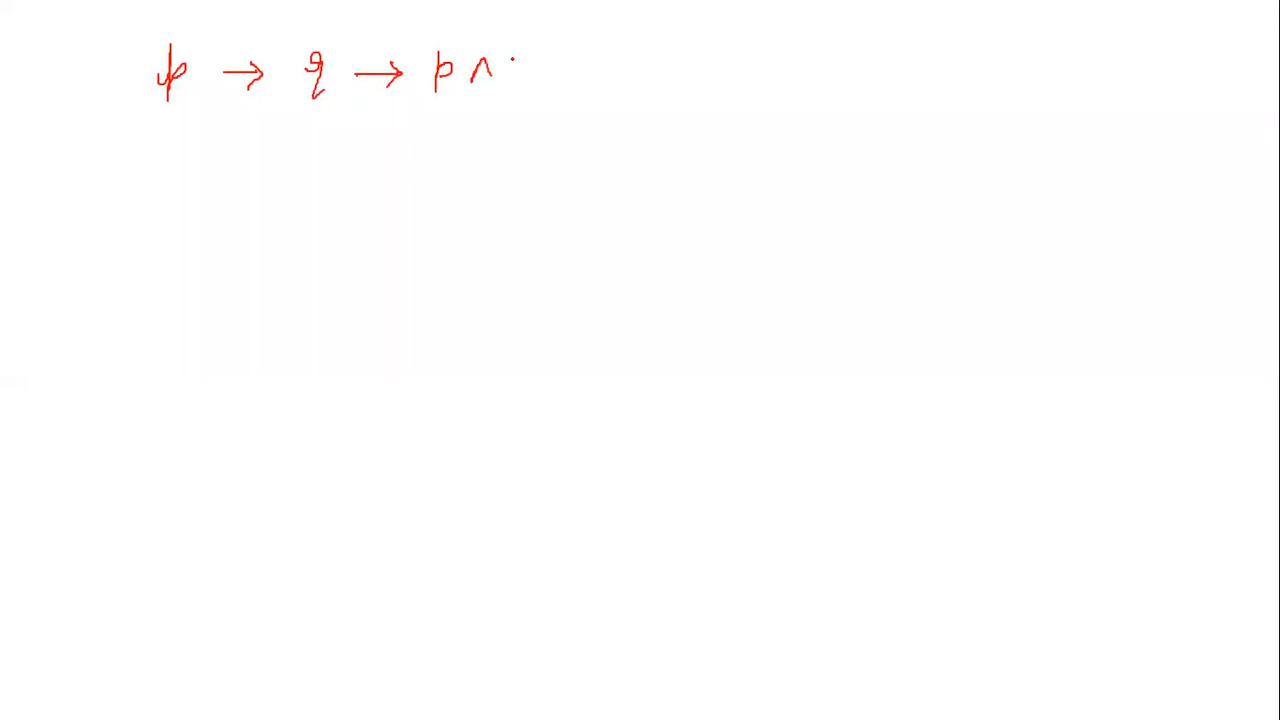 p → q → p ∧